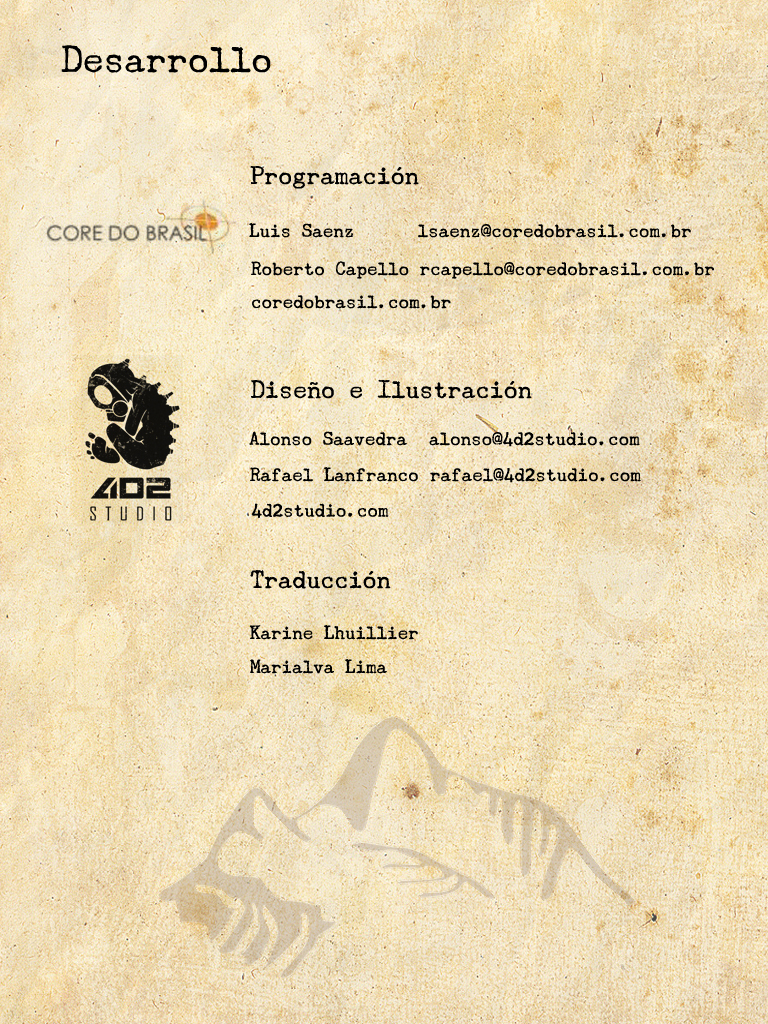 Desarrollo
Programación
CORE DO BRASIL
Luis Saenz lsaenz@coredobrasil.com.br
Roberto Capello rcapello@coredobrasil.com.br
coredobrasil.com.br
Diseño e Ilustración
Alonso Saavedra alonso@4d2studio.com
Rafael Lanfranco rafael@4d2studio.com
4D2
STUDIO
4d2studio.com
Traducción
Karine Lhuillier
Marialva Lima